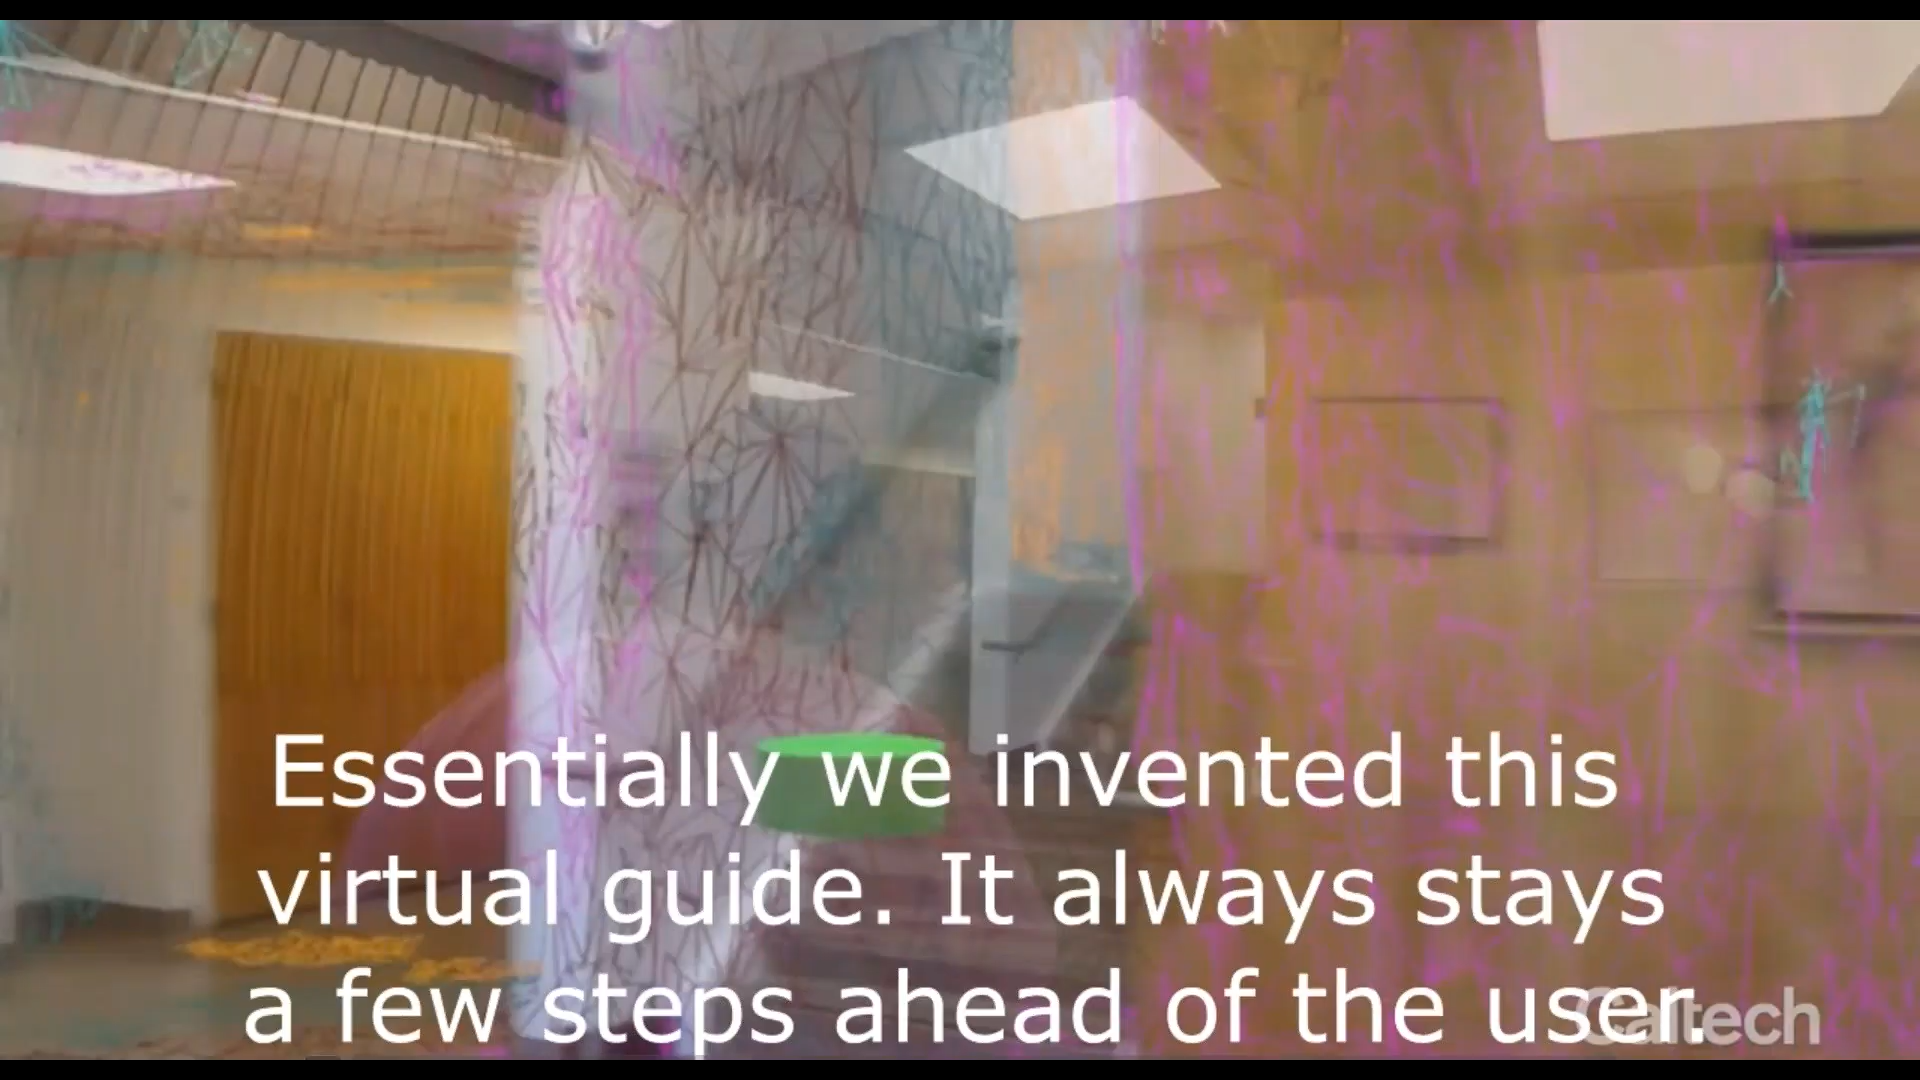 Essentially we invented this
virtual guide. It always stays
a few steps ahead of the user.
Caltech